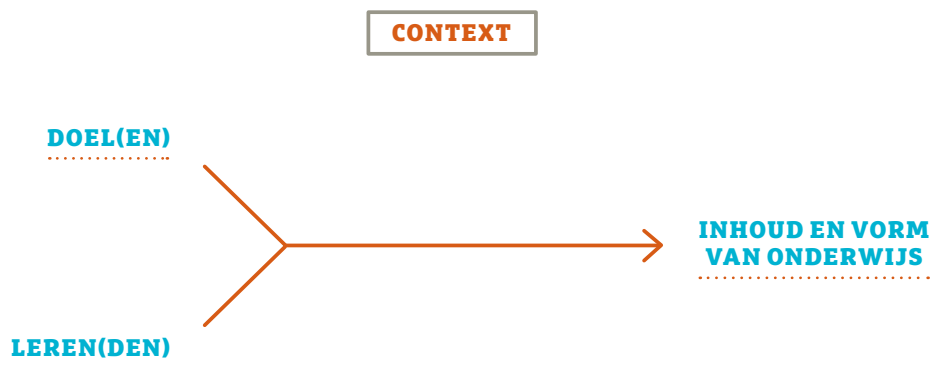 CONTEXT
DOEL(EN)
INHOUD EN VORM
VAN ONDERWIJS
LEREN(DEN)